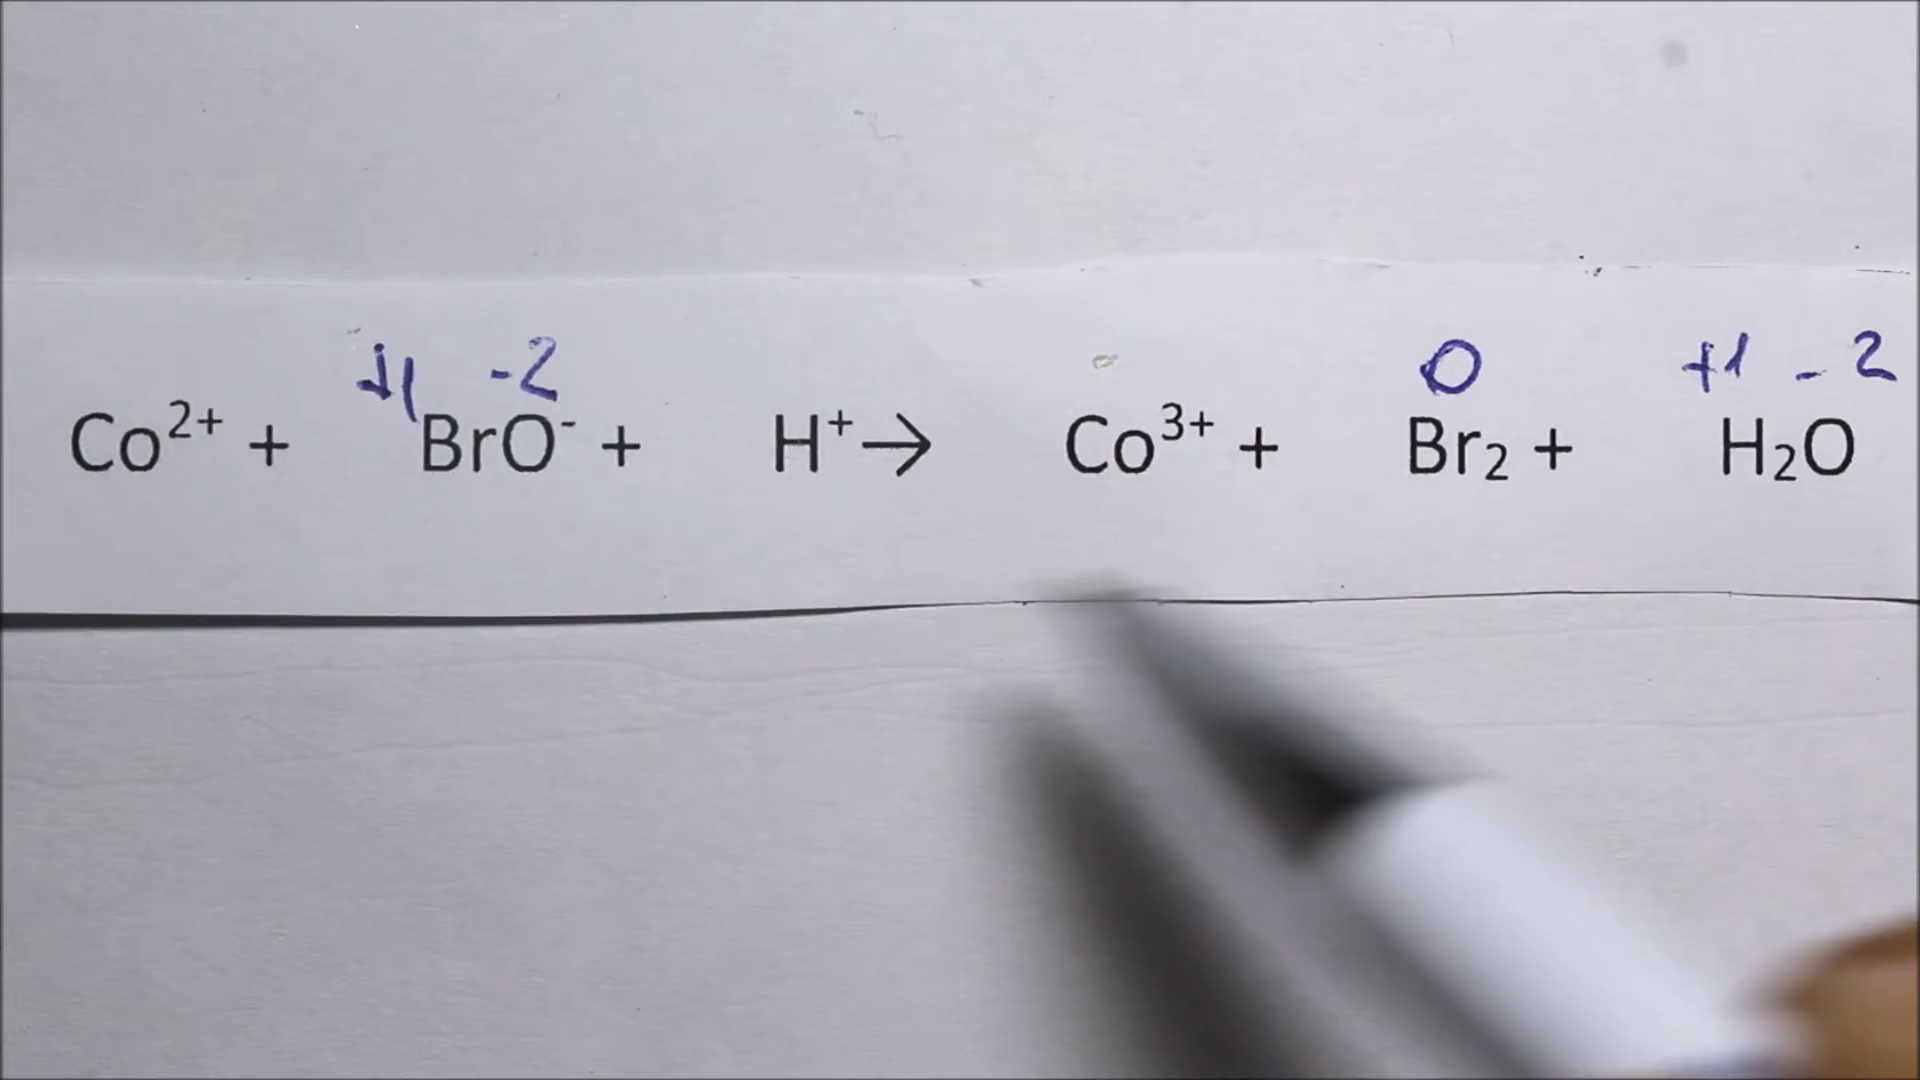 +1 -2 0 +1 -2
Co²⁺ + BrO⁻ + H⁺ → Co³⁺ + Br₂ + H₂O